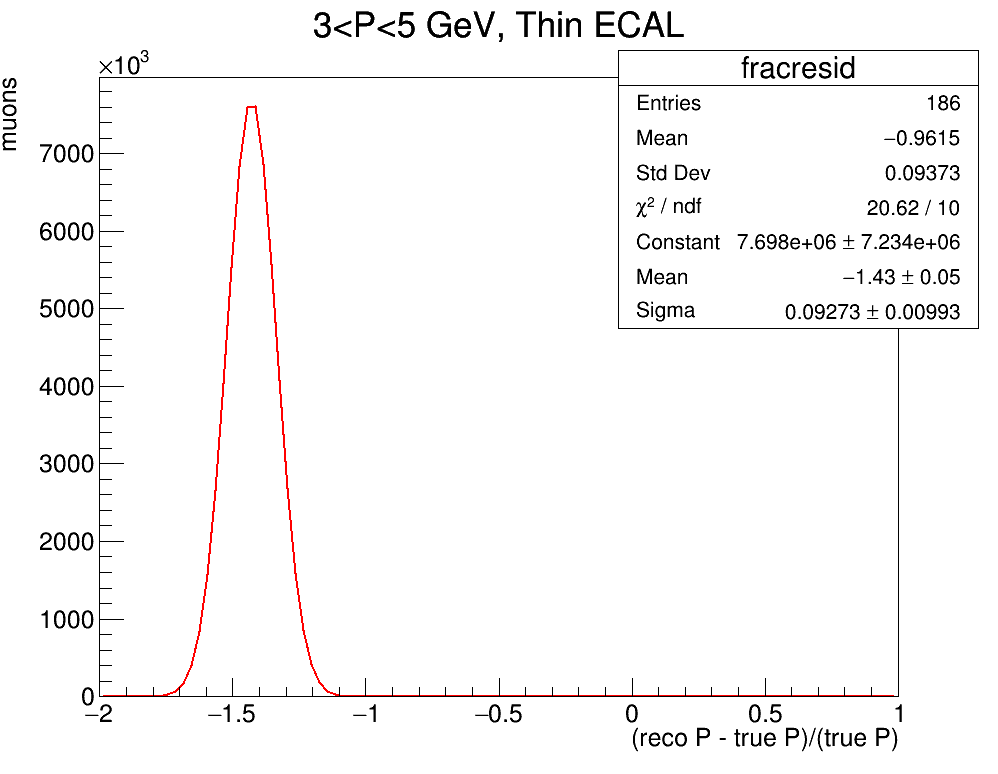 3<P<5 GeV, Thin ECAL
×10³
muons
fracresid
Entries 186
Mean −0.9615
Std Dev 0.09373
χ² / ndf 20.62 / 10
Constant 7.698e+06 ± 7.234e+06
Mean −1.43 ± 0.05
Sigma 0.09273 ± 0.00993
7000
6000
5000
4000
3000
2000
1000
0
−2 −1.5 −1 −0.5 0 0.5 1
(reco P - true P)/(true P)